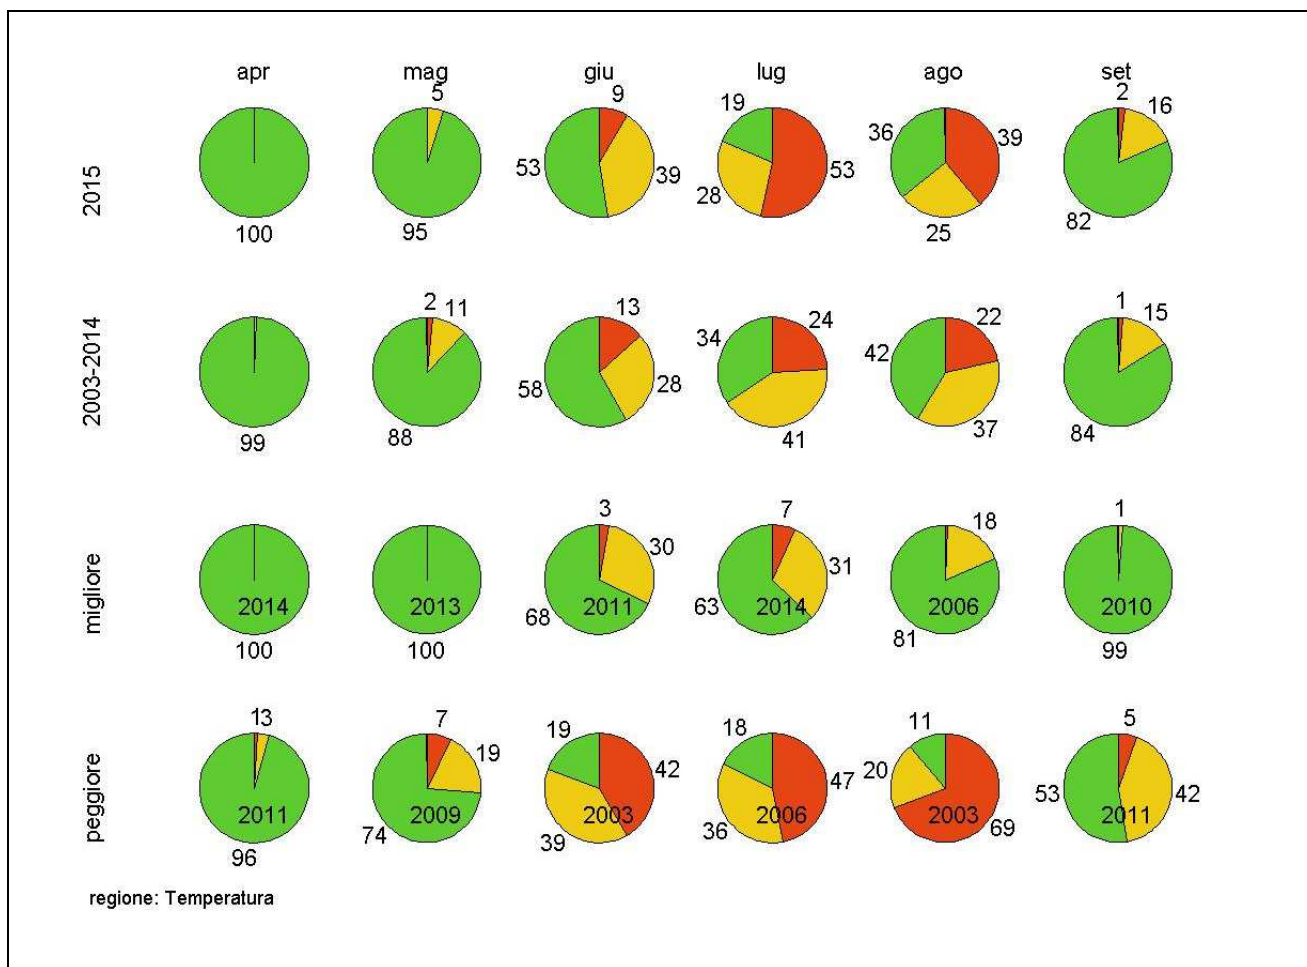 apr mag giu lug ago set
2015
100
5 95
9 39 53
19 53 28
36 39 25
2 16 82
2003-2014
99
2 11 88
13 28 58
34 24 41
42 22 37
1 15 84
migliore
2014 100
2013 100
3 30 2011 68
7 31 2014 63
18 2006 81
1 2010 99
peggiore
13 2011 96
7 19 2009 74
19 42 2003 39
18 47 2006 36
11 20 2003 69
5 53 42 2011
regione: Temperatura